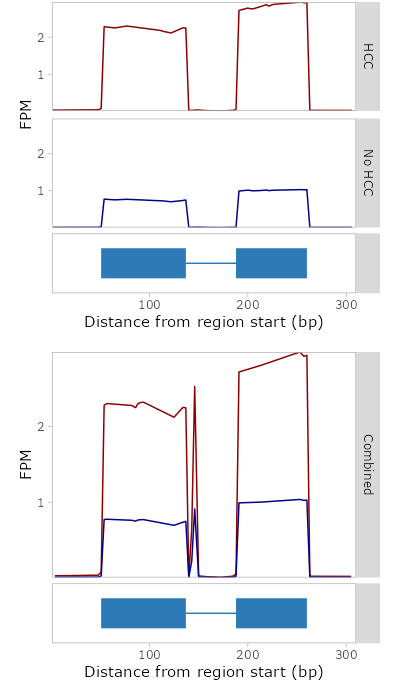 HCC
2
1
FPM
No HCC
2
1
100 200 300
Distance from region start (bp)
Combined
2
FPM
1
100 200 300
Distance from region start (bp)